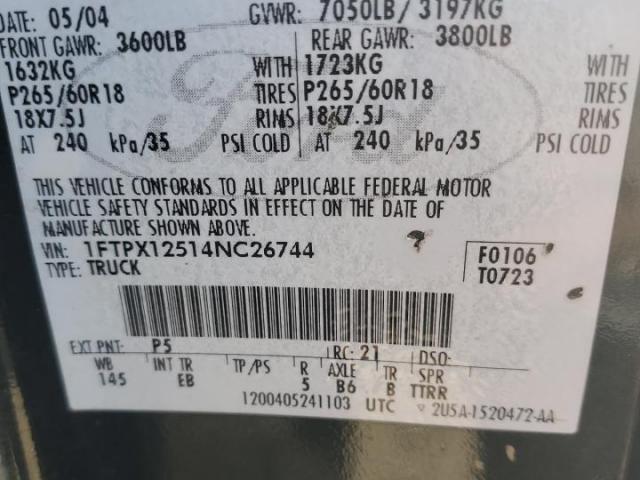 DATE: 05/04 GVWR: 7050LB/ 3197KG
FRONT GAWR: 3600LB REAR GAWR: 3800LB
1632KG WITH 1723KG WITH
P265/60R18 TIRES P265/60R18 TIRES
18X7.5J RIMS 18X7.5J RIMS
AT 240 kPa/35 PSI COLD AT 240 kPa/35 PSI COLD
Ford
THIS VEHICLE CONFORMS TO ALL APPLICABLE FEDERAL MOTOR
VEHICLE SAFETY STANDARDS IN EFFECT ON THE DATE OF
MANUFACTURE SHOWN ABOVE.
VIN: 1FTPX12514NC26744 F0106
TYPE: TRUCK T0723
EXT PNT: P5 RC: 21 DSO:
WB INT TR TP/PS R AXLE TR SPR
145 EB 5 B6 B TTRR
1200405241103 UTC 2U5A-1520472-AA